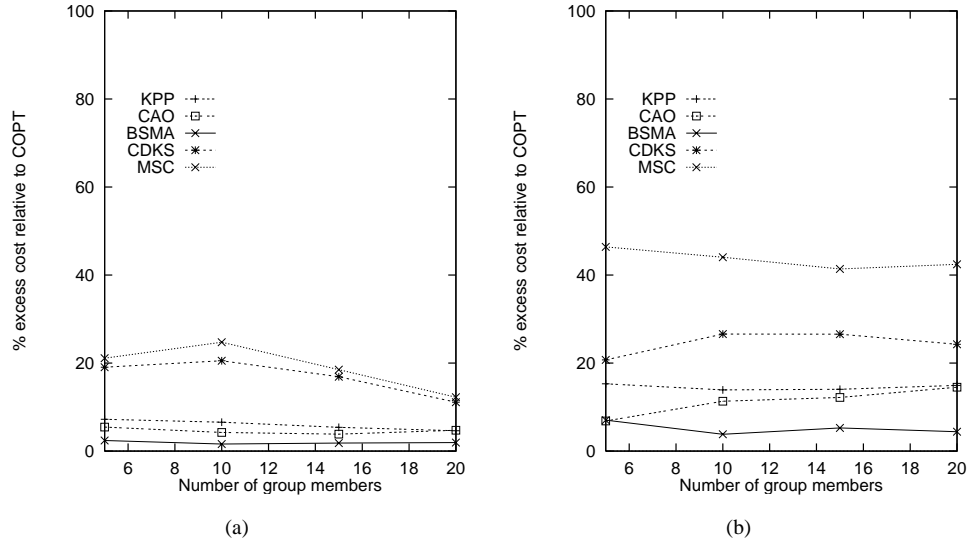 100
80
60
40
20
0
% excess cost relative to COPT
KPP
CAO
BSMA
CDKS
MSC
6 8 10 12 14 16 18 20
Number of group members
(a)
100
80
60
40
20
0
% excess cost relative to COPT
KPP
CAO
BSMA
CDKS
MSC
6 8 10 12 14 16 18 20
Number of group members
(b)